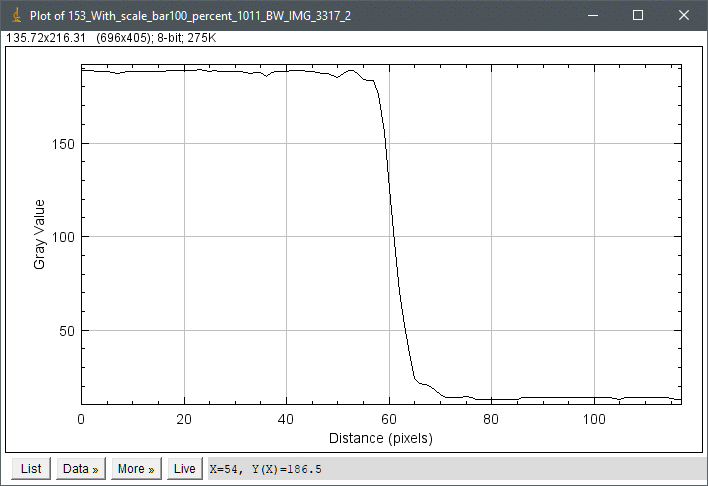 Plot of 153_With_scale_bar100_percent_1011_BW_IMG_3317_2
135.72x216.31 (696x405); 8-bit; 275K
150
100
50
Gray Value
0 20 40 60 80 100
Distance (pixels)
List Data » More » Live X=54, Y(X)=186.5